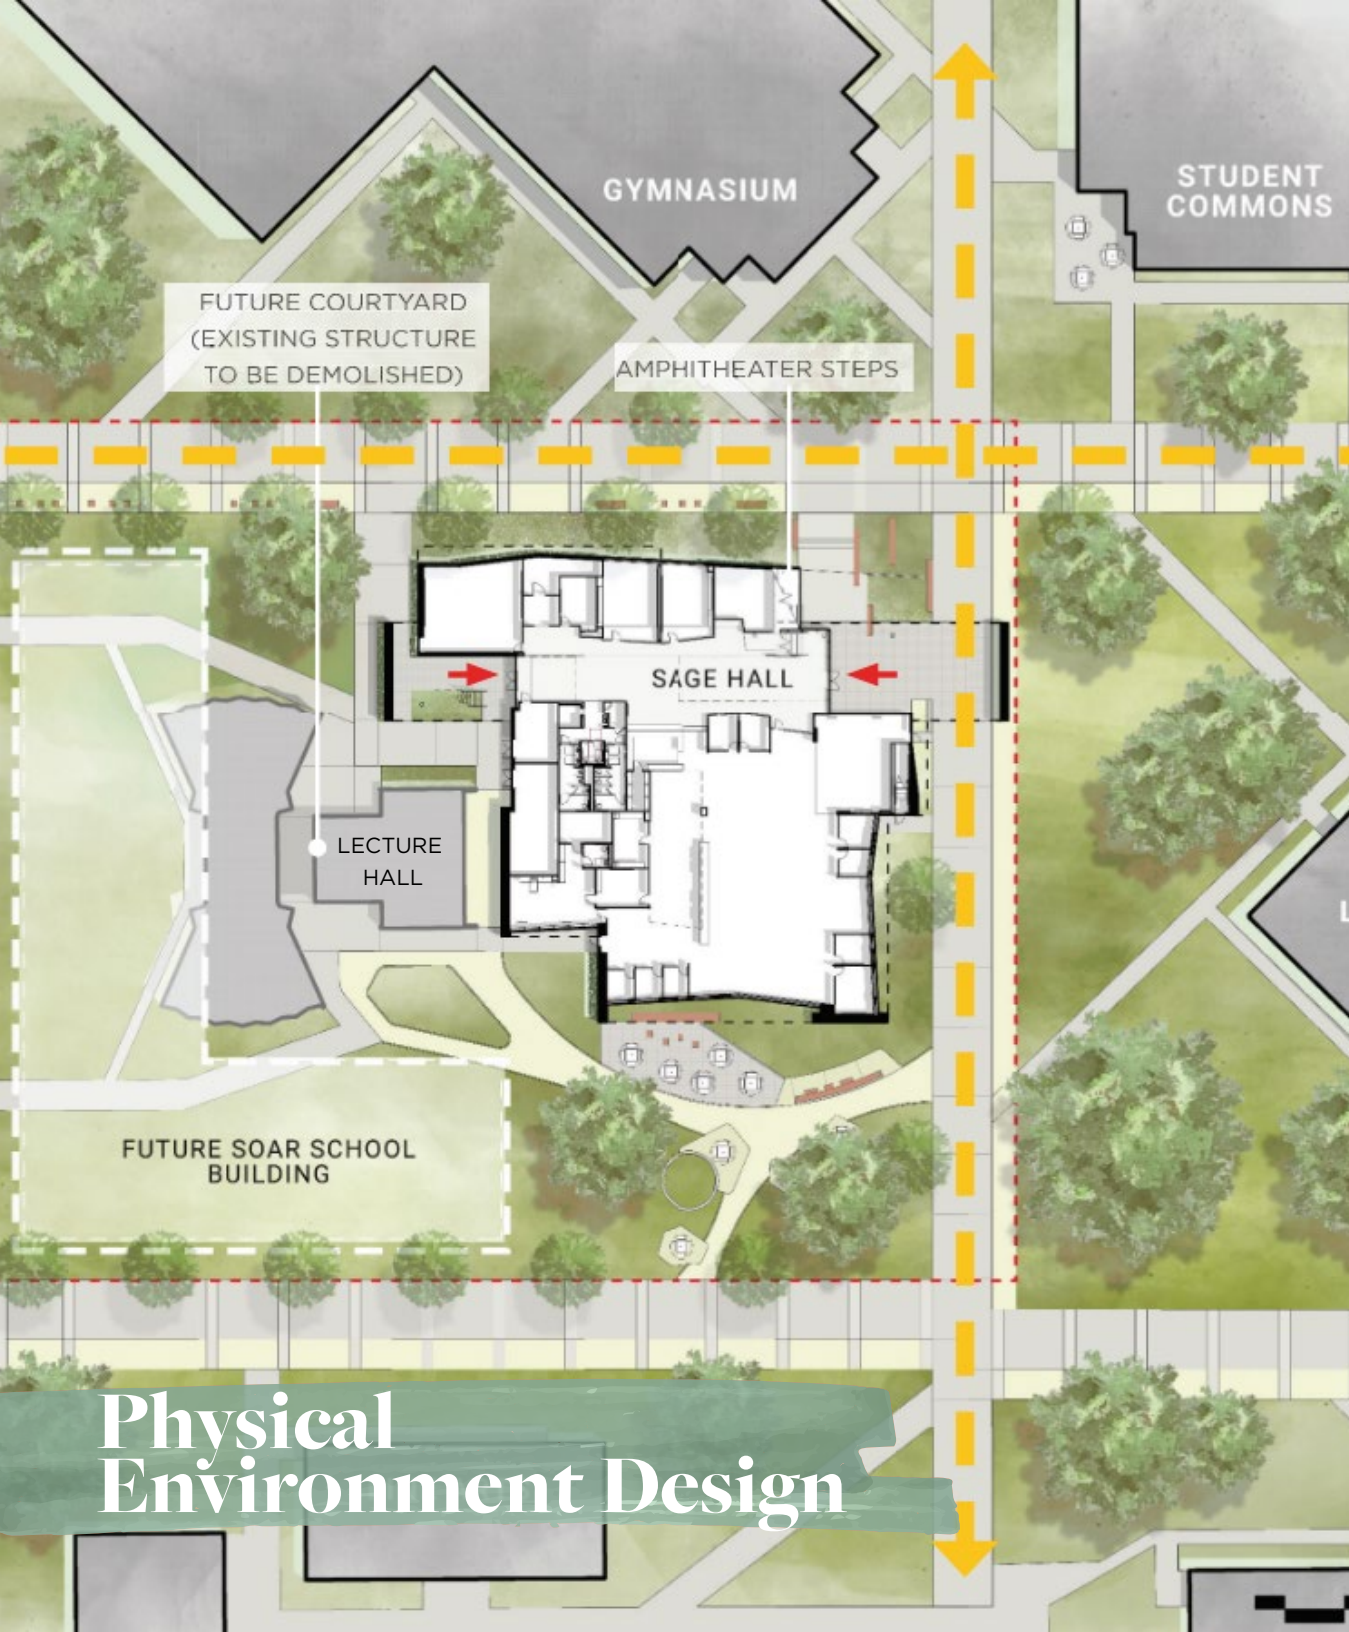 GYMNASIUM
STUDENT
COMMONS
FUTURE COURTYARD
(EXISTING STRUCTURE
TO BE DEMOLISHED)
AMPHITHEATER STEPS
SAGE HALL
LECTURE
HALL
FUTURE SOAR SCHOOL
BUILDING
Physical
Environment Design